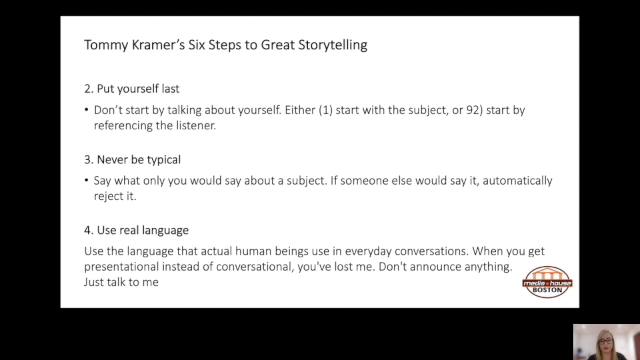 Tommy Kramer's Six Steps to Great Storytelling
2. Put yourself last
• Don't start by talking about yourself. Either (1) start with the subject, or 92) start by
referencing the listener.
3. Never be typical
• Say what only you would say about a subject. If someone else would say it, automatically
reject it.
4. Use real language
Use the language that actual human beings use in everyday conversations. When you get
presentational instead of conversational, you've lost me. Don't announce anything.
Just talk to me
media house
BOSTON